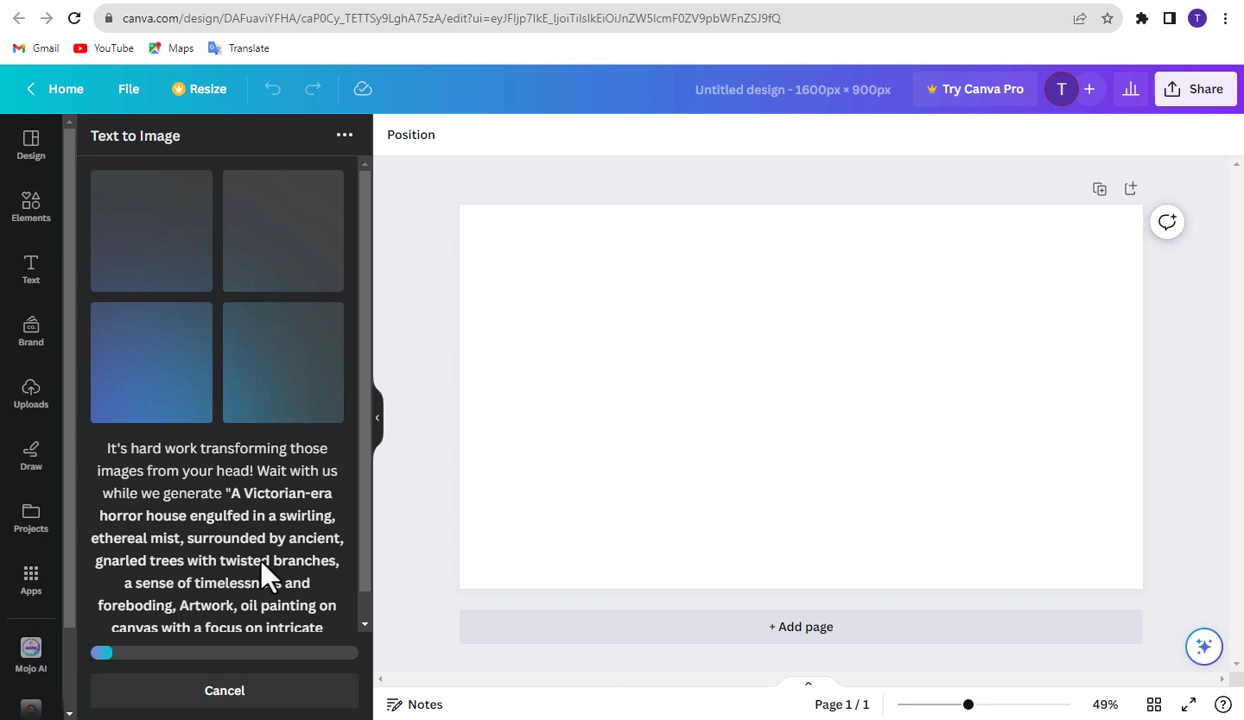 canva.com/design/DAFuaviYFHA/caP0Cy_TETTSy9LghA75zA/edit?ui=eyJFIjp7IkE_IjoiTiIsIkEiOiJnZW5lcmF0ZV9pbWFnZSJ9fQ
T
Gmail
YouTube
Maps
Translate
Home
File
Resize
Untitled design - 1600px × 900px
Try Canva Pro
T
+
Share
Design
Elements
Text
Brand
Uploads
Draw
Projects
Apps
Mojo AI
Text to Image
Position
It's hard work transforming those
images from your head! Wait with us
while we generate "A Victorian-era
horror house engulfed in a swirling,
ethereal mist, surrounded by ancient,
gnarled trees with twisted branches,
a sense of and
foreboding, Artwork, oil painting on
canvas with a focus on intricate
Cancel
+ Add page
Notes
Page 1 / 1
49%